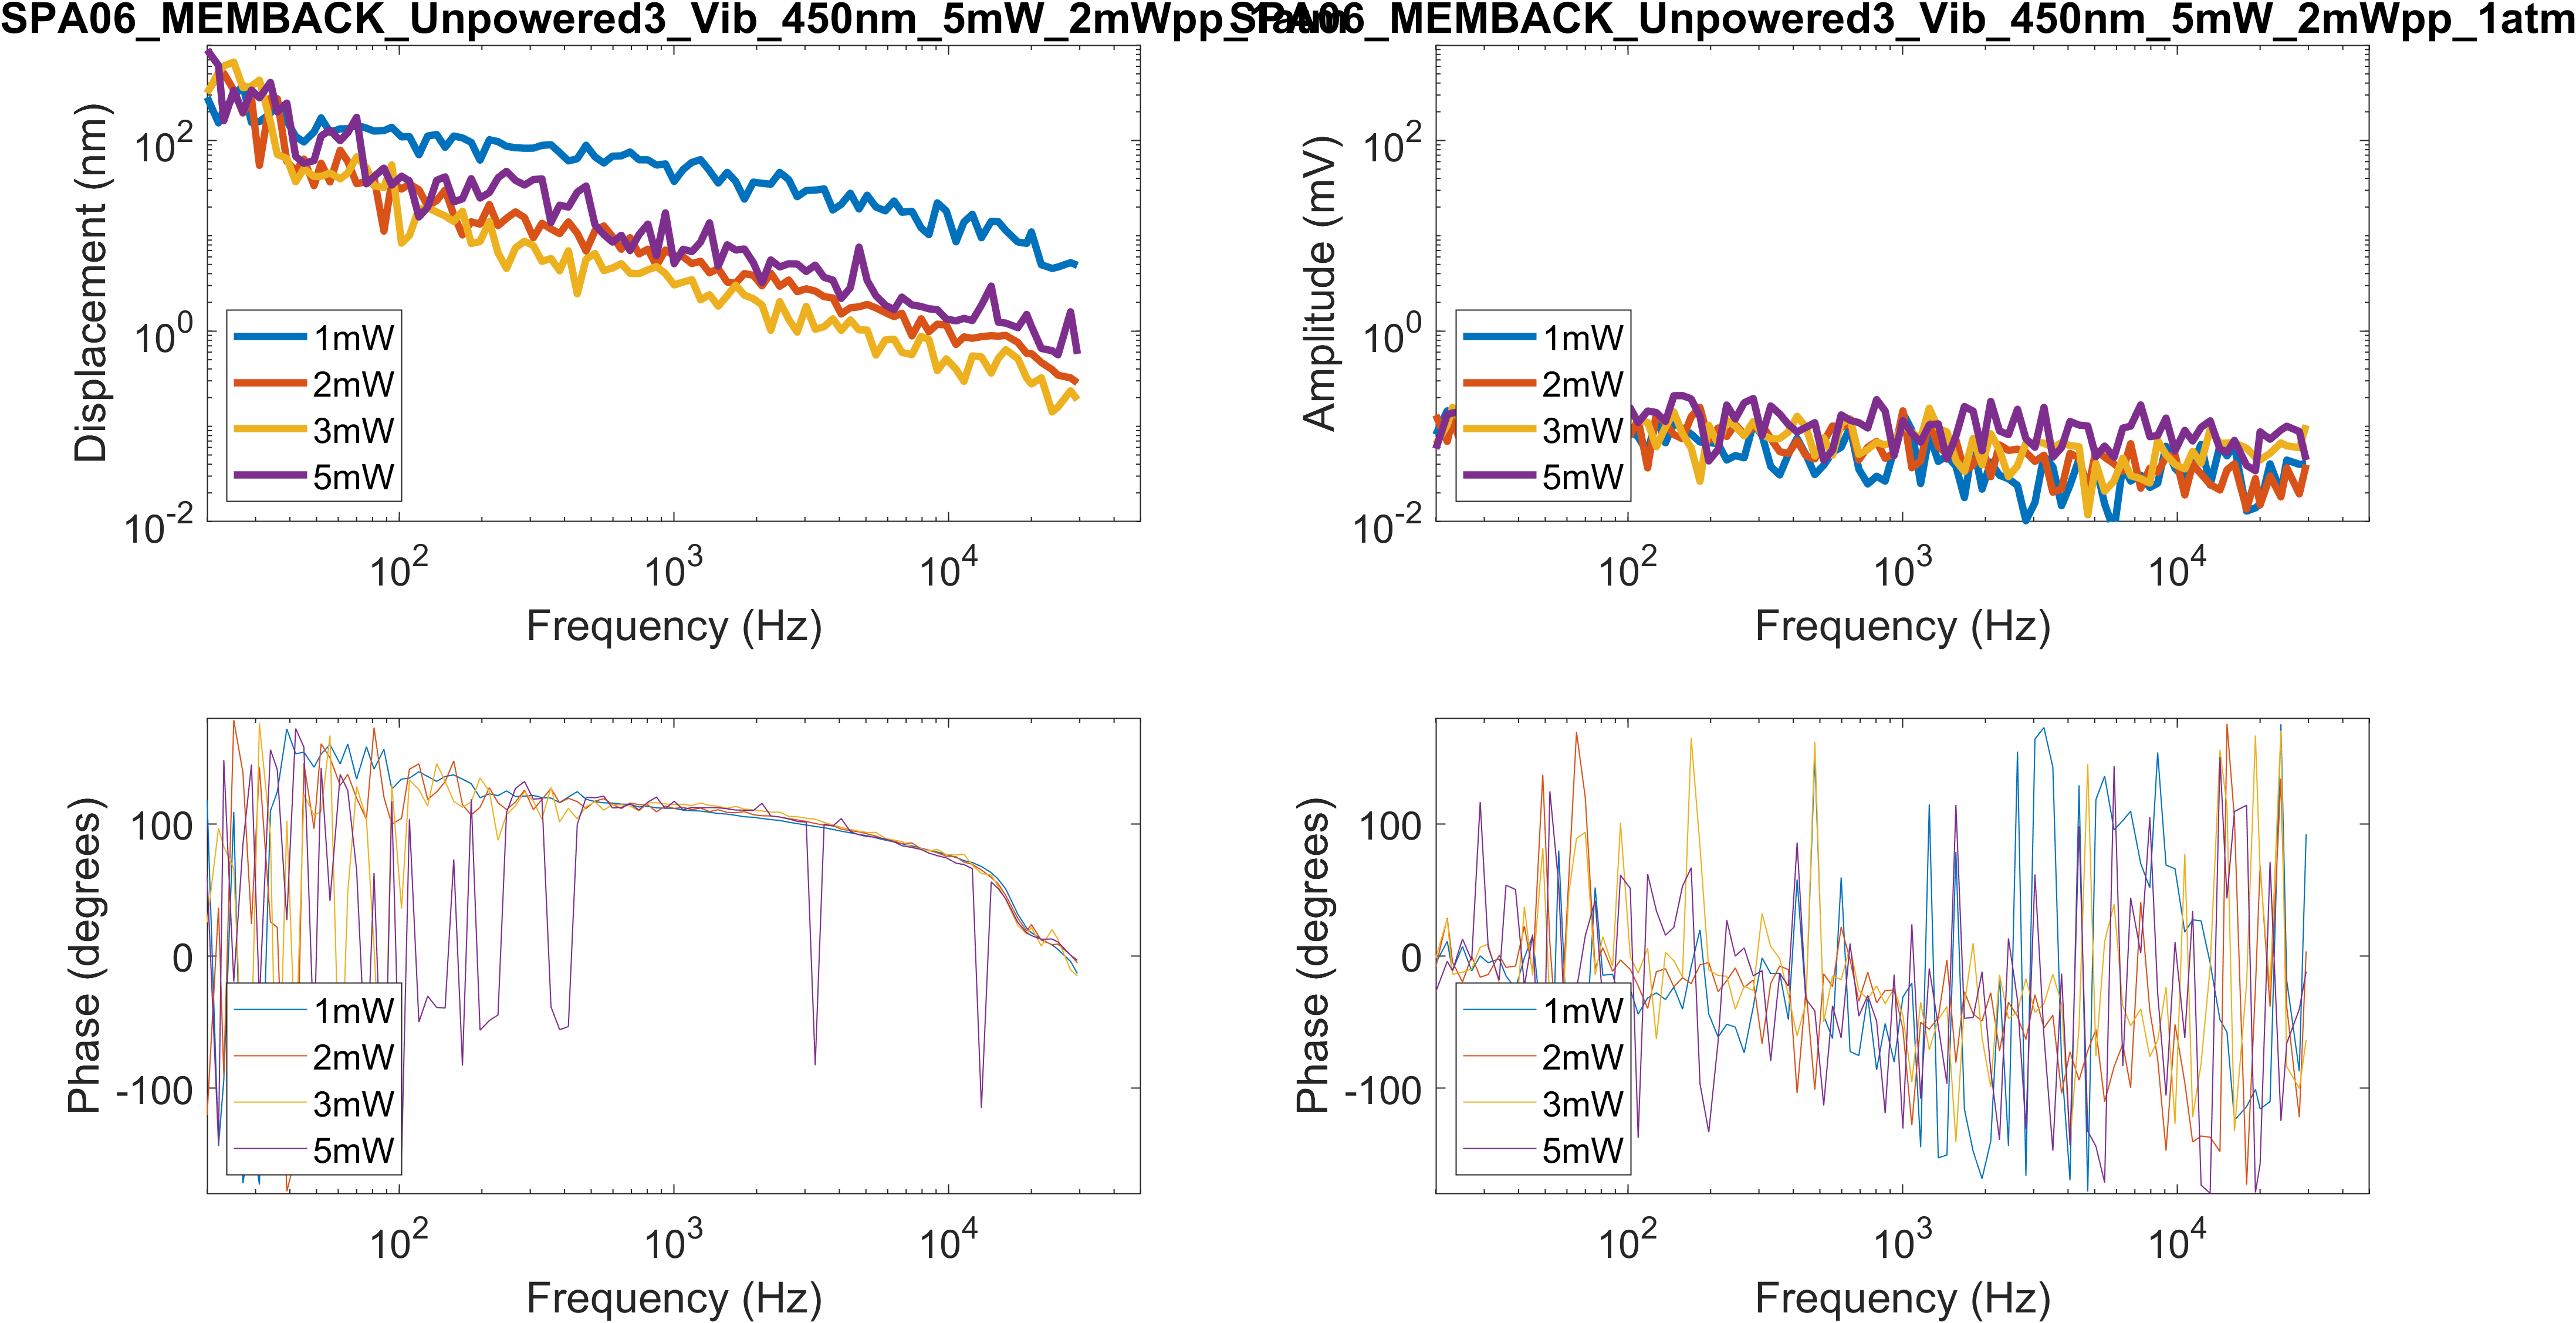 SPA06_MEMBACK_Unpowered3_Vib_450nm_5mW_2mWpp_1atm
SPA06_MEMBACK_Unpowered3_Vib_450nm_5mW_2mWpp_1atm
Displacement (nm)
10^2
10^0
10^-2
1mW
2mW
3mW
5mW
10^2
10^3
10^4
Frequency (Hz)
Amplitude (mV)
10^2
10^0
10^-2
1mW
2mW
3mW
5mW
10^2
10^3
10^4
Frequency (Hz)
Phase (degrees)
100
0
-100
1mW
2mW
3mW
5mW
10^2
10^3
10^4
Frequency (Hz)
Phase (degrees)
100
0
-100
1mW
2mW
3mW
5mW
10^2
10^3
10^4
Frequency (Hz)